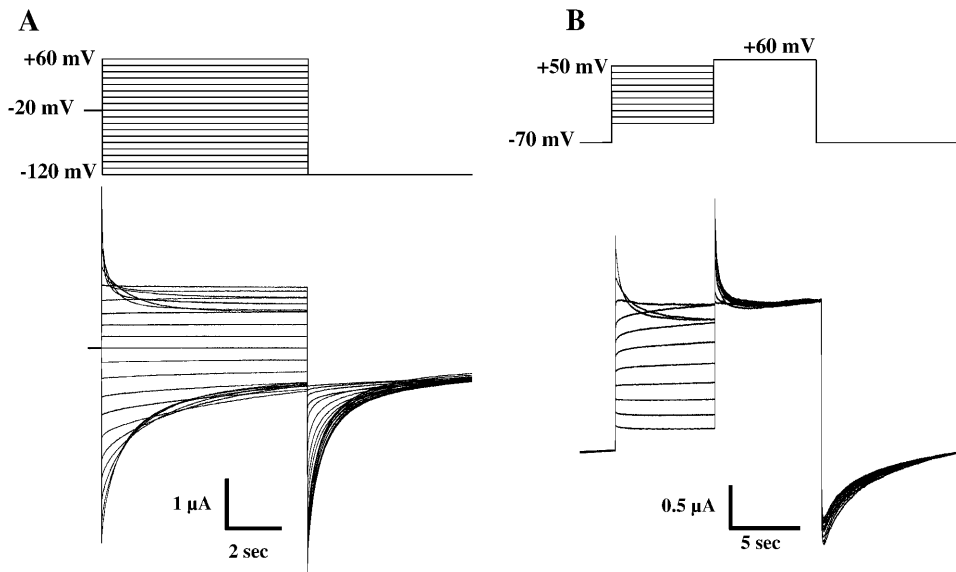 A
+60 mV
-20 mV
-120 mV
1 µA
2 sec
B
+60 mV
+50 mV
-70 mV
0.5 µA
5 sec